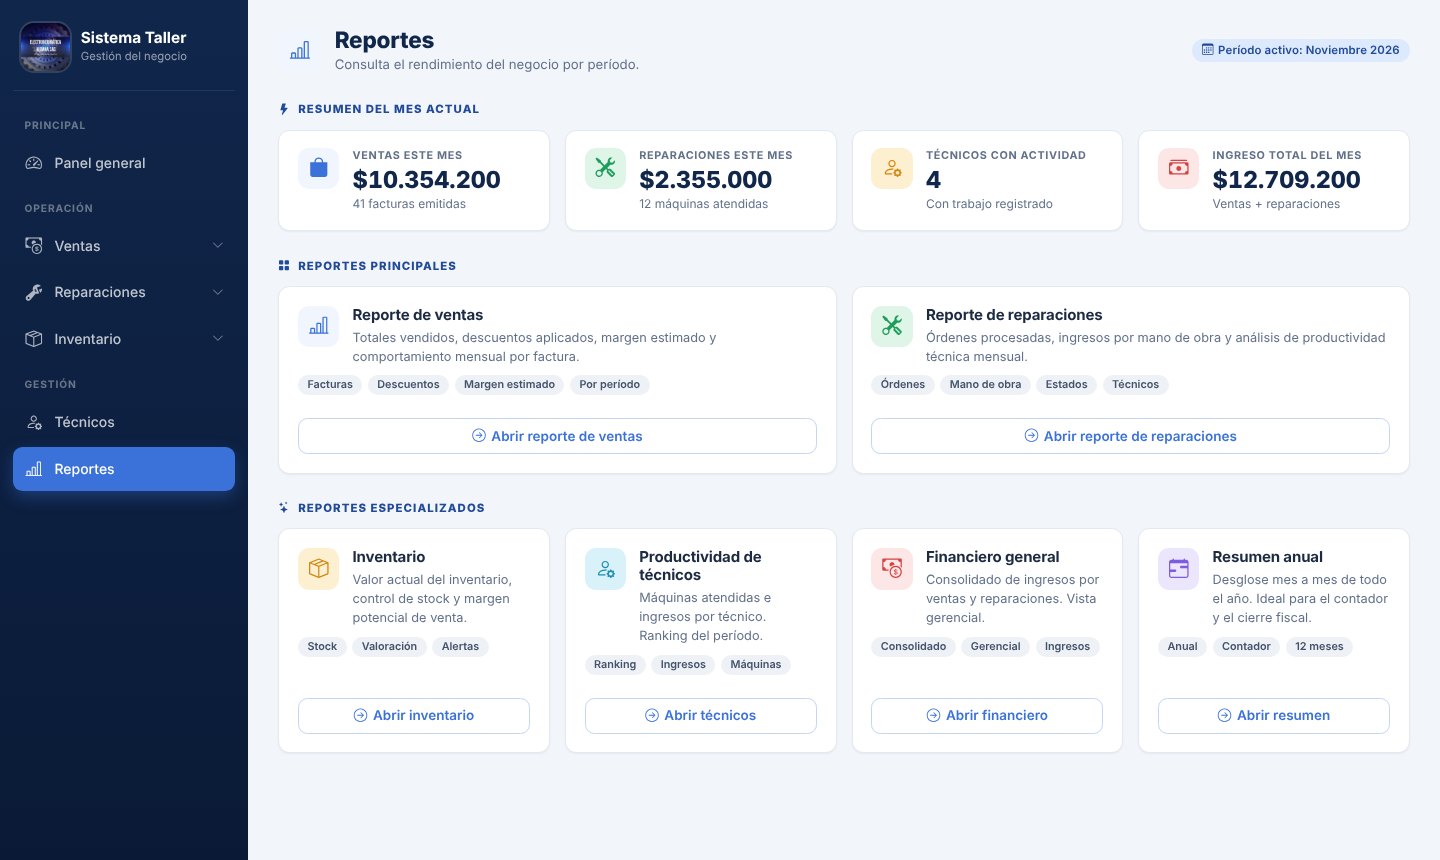 Sistema Taller
Gestión del negocio
PRINCIPAL
Panel general
OPERACIÓN
Ventas
Reparaciones
Inventario
GESTIÓN
Técnicos
Reportes
Reportes
Consulta el rendimiento del negocio por período.
Período activo: Noviembre 2026
RESUMEN DEL MES ACTUAL
VENTAS ESTE MES
$10.354.200
41 facturas emitidas
REPARACIONES ESTE MES
$2.355.000
12 máquinas atendidas
TÉCNICOS CON ACTIVIDAD
4
Con trabajo registrado
INGRESO TOTAL DEL MES
$12.709.200
Ventas + reparaciones
REPORTES PRINCIPALES
Reporte de ventas
Totales vendidos, descuentos aplicados, margen estimado y
comportamiento mensual por factura.
Facturas Descuentos Margen estimado Por período
Abrir reporte de ventas
Reporte de reparaciones
Órdenes procesadas, ingresos por mano de obra y análisis de productividad
técnica mensual.
Órdenes Mano de obra Estados Técnicos
Abrir reporte de reparaciones
REPORTES ESPECIALIZADOS
Inventario
Valor actual del inventario,
control de stock y margen
potencial de venta.
Stock Valoración Alertas
Abrir inventario
Productividad de
técnicos
Máquinas atendidas e
ingresos por técnico.
Ranking del período.
Ranking Ingresos Máquinas
Abrir técnicos
Financiero general
Consolidado de ingresos por
ventas y reparaciones. Vista
gerencial.
Consolidado Gerencial Ingresos
Abrir financiero
Resumen anual
Desglose mes a mes de todo
el año. Ideal para el contador
y el cierre fiscal.
Anual Contador 12 meses
Abrir resumen